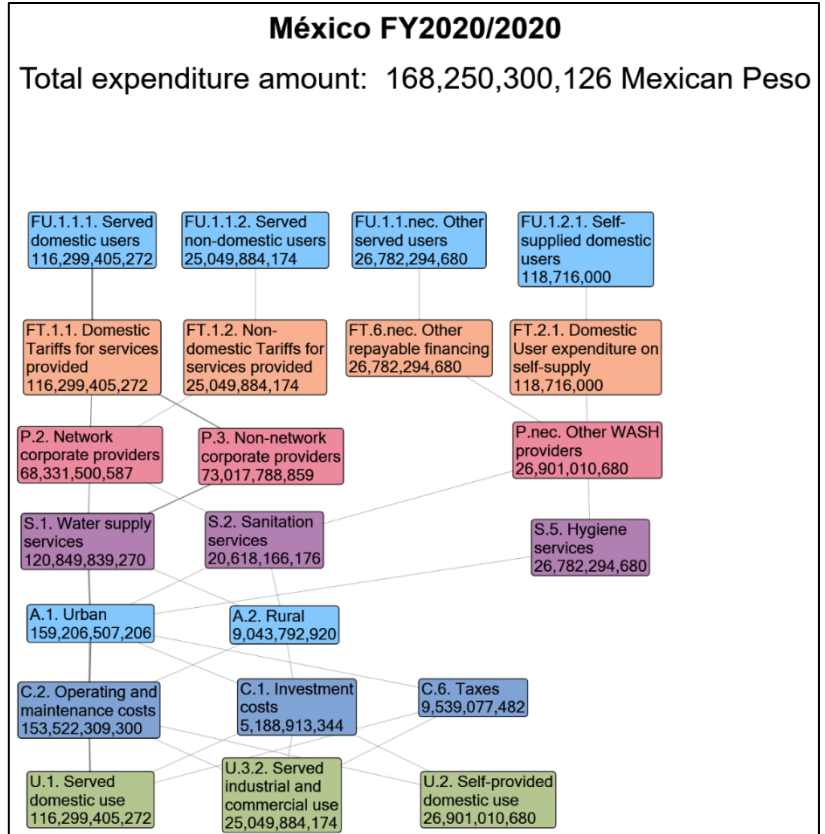 México FY2020/2020
Total expenditure amount: 168,250,300,126 Mexican Peso
FU.1.1.1. Served
domestic users
116,299,405,272
FU.1.1.2. Served
non-domestic users
25,049,884,174
FU.1.1.nec. Other
served users
26,782,294,680
FU.1.2.1. Self-
supplied domestic
users
118,716,000
FT.1.1. Domestic
Tariffs for services
provided
116,299,405,272
FT.1.2. Non-
domestic Tariffs for
services provided
25,049,884,174
FT.6.nec. Other
repayable financing
26,782,294,680
FT.2.1. Domestic
User expenditure on
self-supply
118,716,000
P.2. Network
corporate providers
68,331,500,587
P.3. Non-network
corporate providers
73,017,788,859
P.nec. Other WASH
providers
26,901,010,680
S.1. Water supply
services
120,849,839,270
S.2. Sanitation
services
20,618,166,176
S.5. Hygiene
services
26,782,294,680
A.1. Urban
159,206,507,206
A.2. Rural
9,043,792,920
C.2. Operating and
maintenance costs
153,522,309,300
C.1. Investment
costs
5,188,913,344
C.6. Taxes
9,539,077,482
U.1. Served
domestic use
116,299,405,272
U.3.2. Served
industrial and
commercial use
25,049,884,174
U.2. Self-provided
domestic use
26,901,010,680